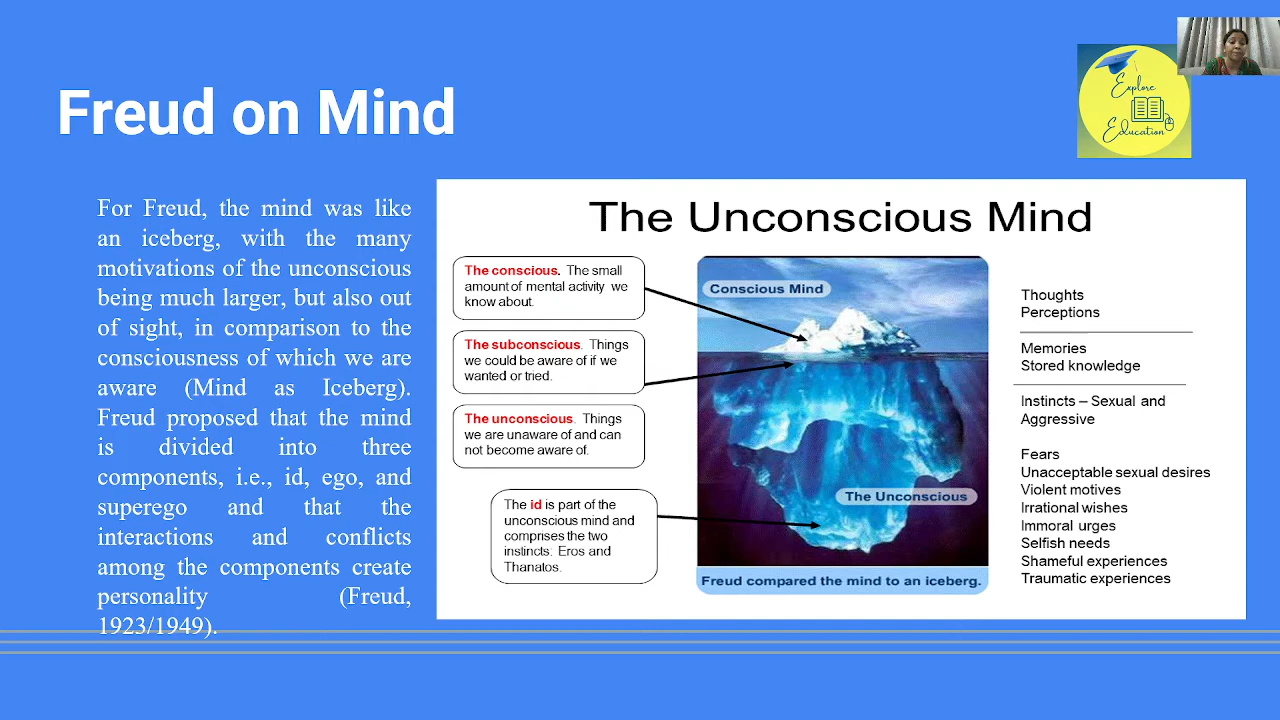 Freud on Mind
Explore
Education
For Freud, the mind was like
an iceberg, with the many
motivations of the unconscious
being much larger, but also out
of sight, in comparison to the
consciousness of which we are
aware (Mind as Iceberg).
Freud proposed that the mind
is divided into three
components, i.e., id, ego, and
superego and that the
interactions and conflicts
among the components create
personality (Freud,
1923/1949).
The Unconscious Mind
The conscious. The small
amount of mental activity we
know about.
The subconscious. Things
we could be aware of if we
wanted or tried.
The unconscious. Things
we are unaware of and can
not become aware of.
The id is part of the
unconscious mind and
comprises the two
instincts: Eros and
Thanatos.
Conscious Mind
The Unconscious
Freud compared the mind to an iceberg.
Thoughts
Perceptions
Memories
Stored knowledge
Instincts – Sexual and
Aggressive
Fears
Unacceptable sexual desires
Violent motives
Irrational wishes
Immoral urges
Selfish needs
Shameful experiences
Traumatic experiences